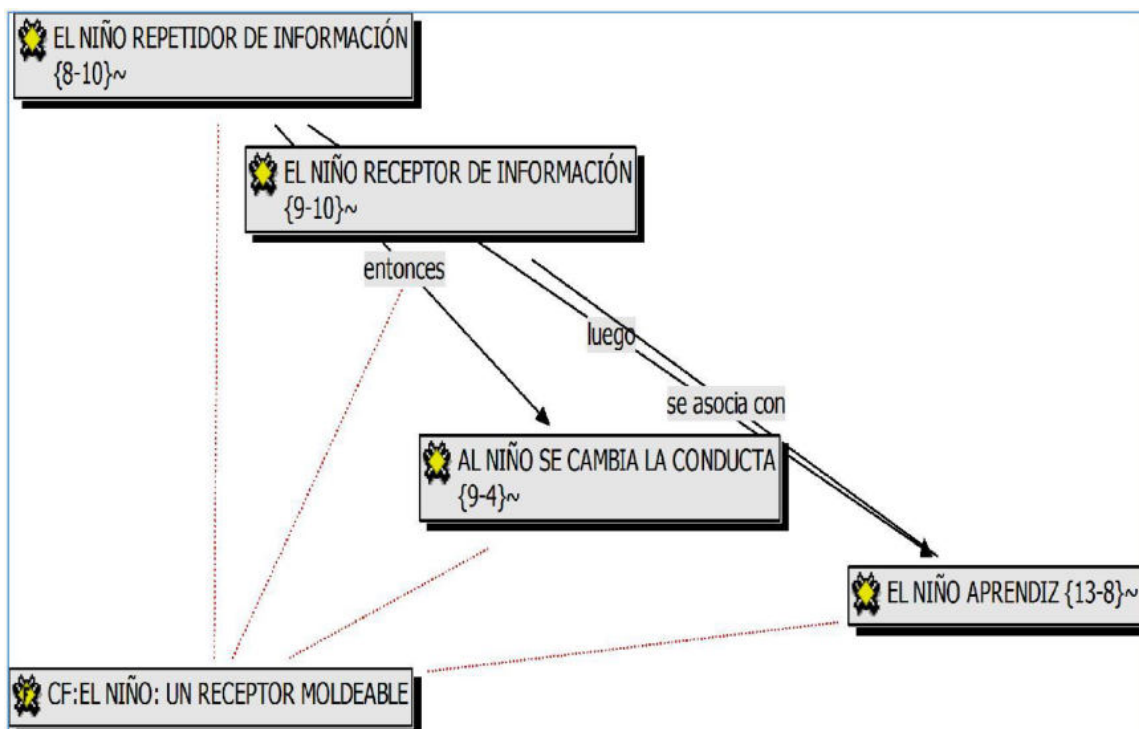 EL NIÑO REPETIDOR DE INFORMACIÓN
{8-10}~
EL NIÑO RECEPTOR DE INFORMACIÓN
{9-10}~
entonces
luego
se asocia con
AL NIÑO SE CAMBIA LA CONDUCTA
{9-4}~
EL NIÑO APRENDIZ {13-8}~
CF:EL NIÑO: UN RECEPTOR MOLDEABLE